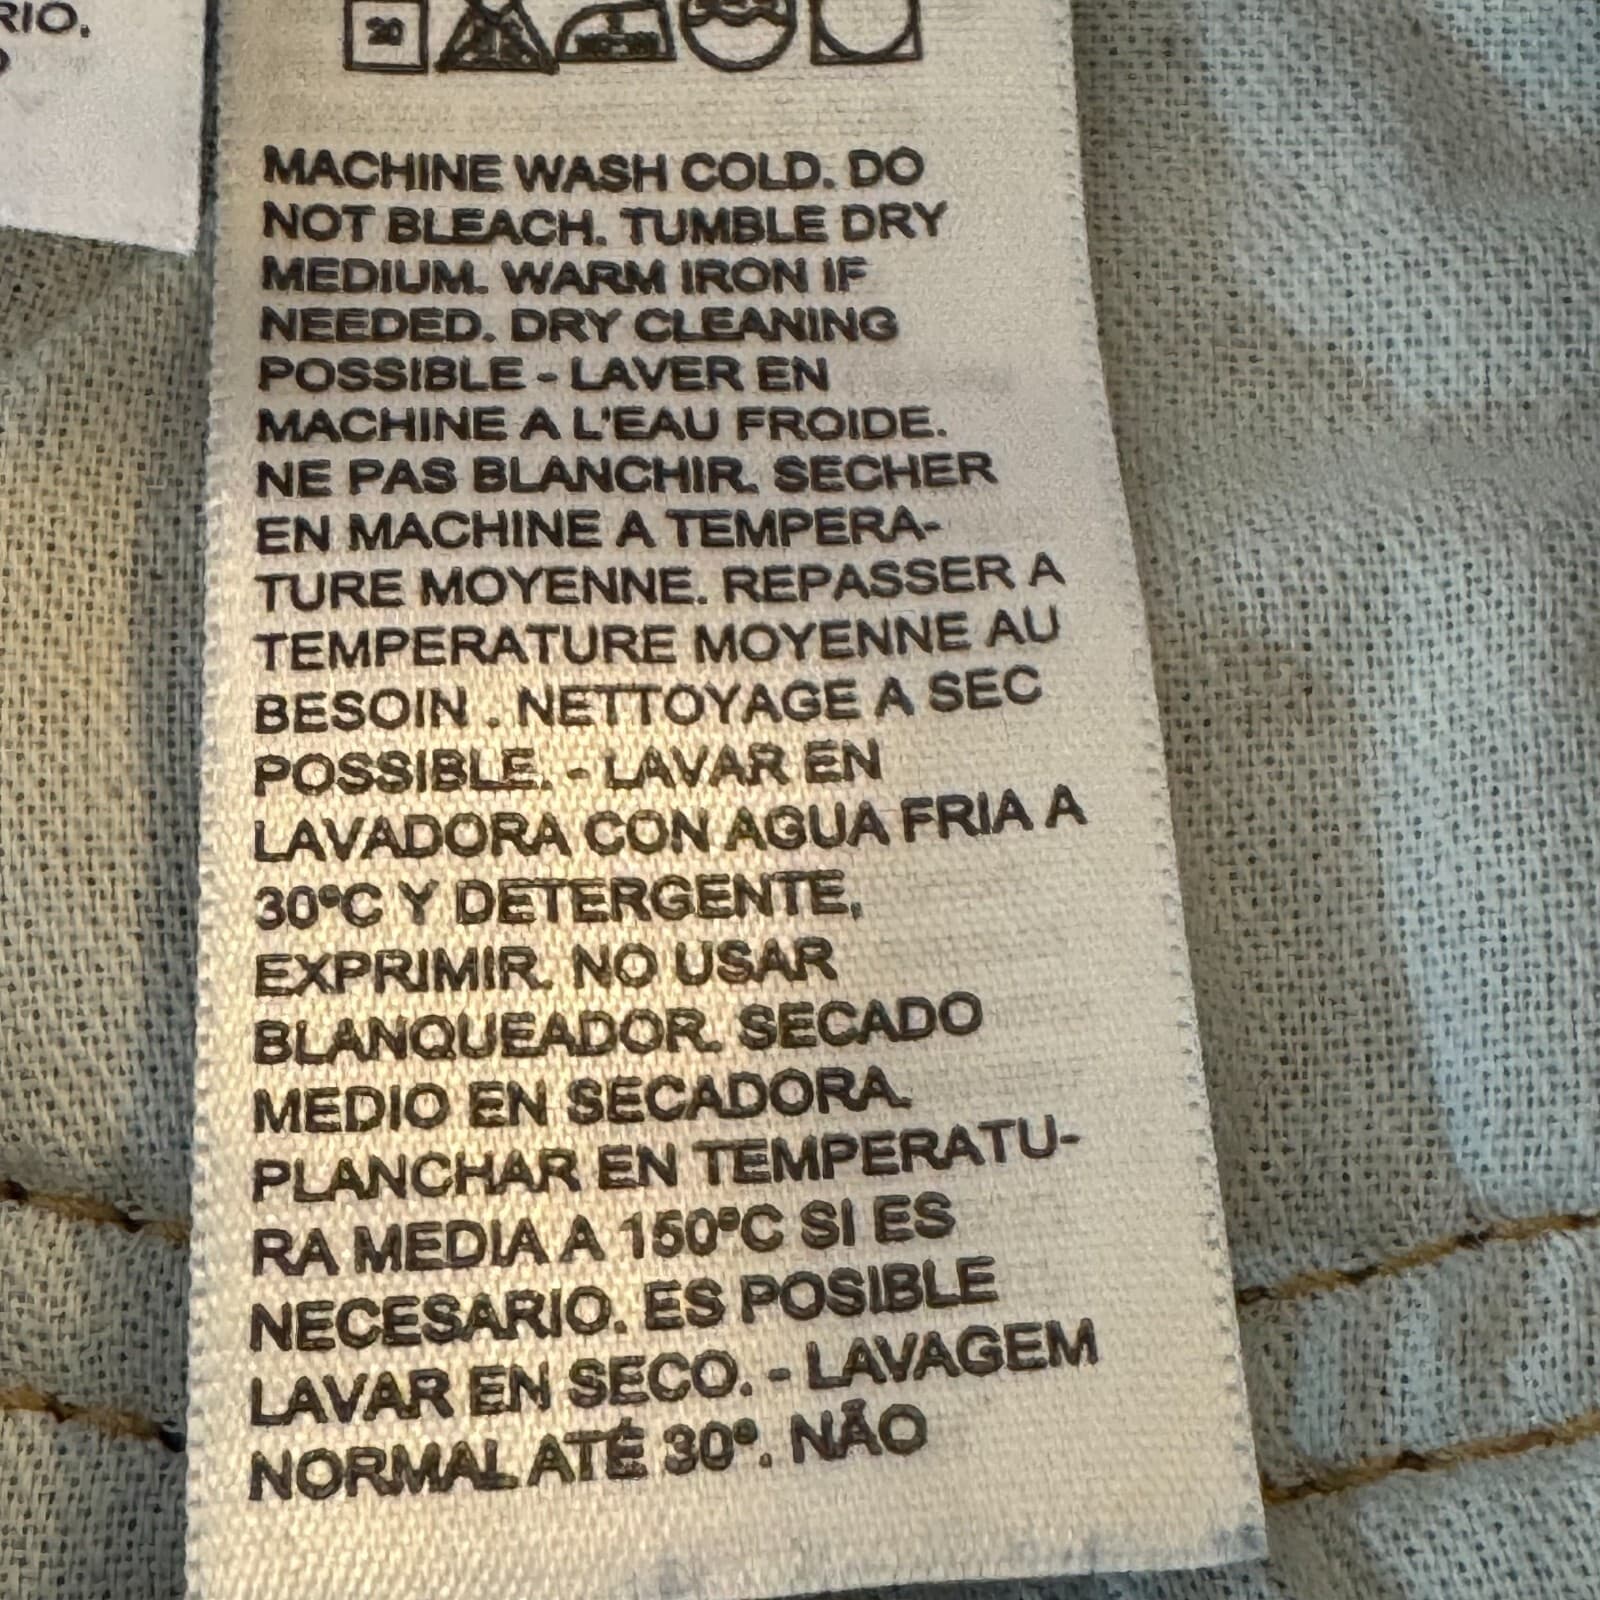 RIO.
MACHINE WASH COLD. DO
NOT BLEACH. TUMBLE DRY
MEDIUM. WARM IRON IF
NEEDED. DRY CLEANING
POSSIBLE - LAVER EN
MACHINE A L'EAU FROIDE.
NE PAS BLANCHIR. SECHER
EN MACHINE A TEMPERA-
TURE MOYENNE. REPASSER A
TEMPERATURE MOYENNE AU
BESOIN . NETTOYAGE A SEC
POSSIBLE. - LAVAR EN
LAVADORA CON AGUA FRIA A
30ºC Y DETERGENTE,
EXPRIMIR. NO USAR
BLANQUEADOR. SECADO
MEDIO EN SECADORA.
PLANCHAR EN TEMPERATU-
RA MEDIA A 150ºC SI ES
NECESARIO. ES POSIBLE
LAVAR EN SECO. - LAVAGEM
NORMAL ATÉ 30º. NÃO